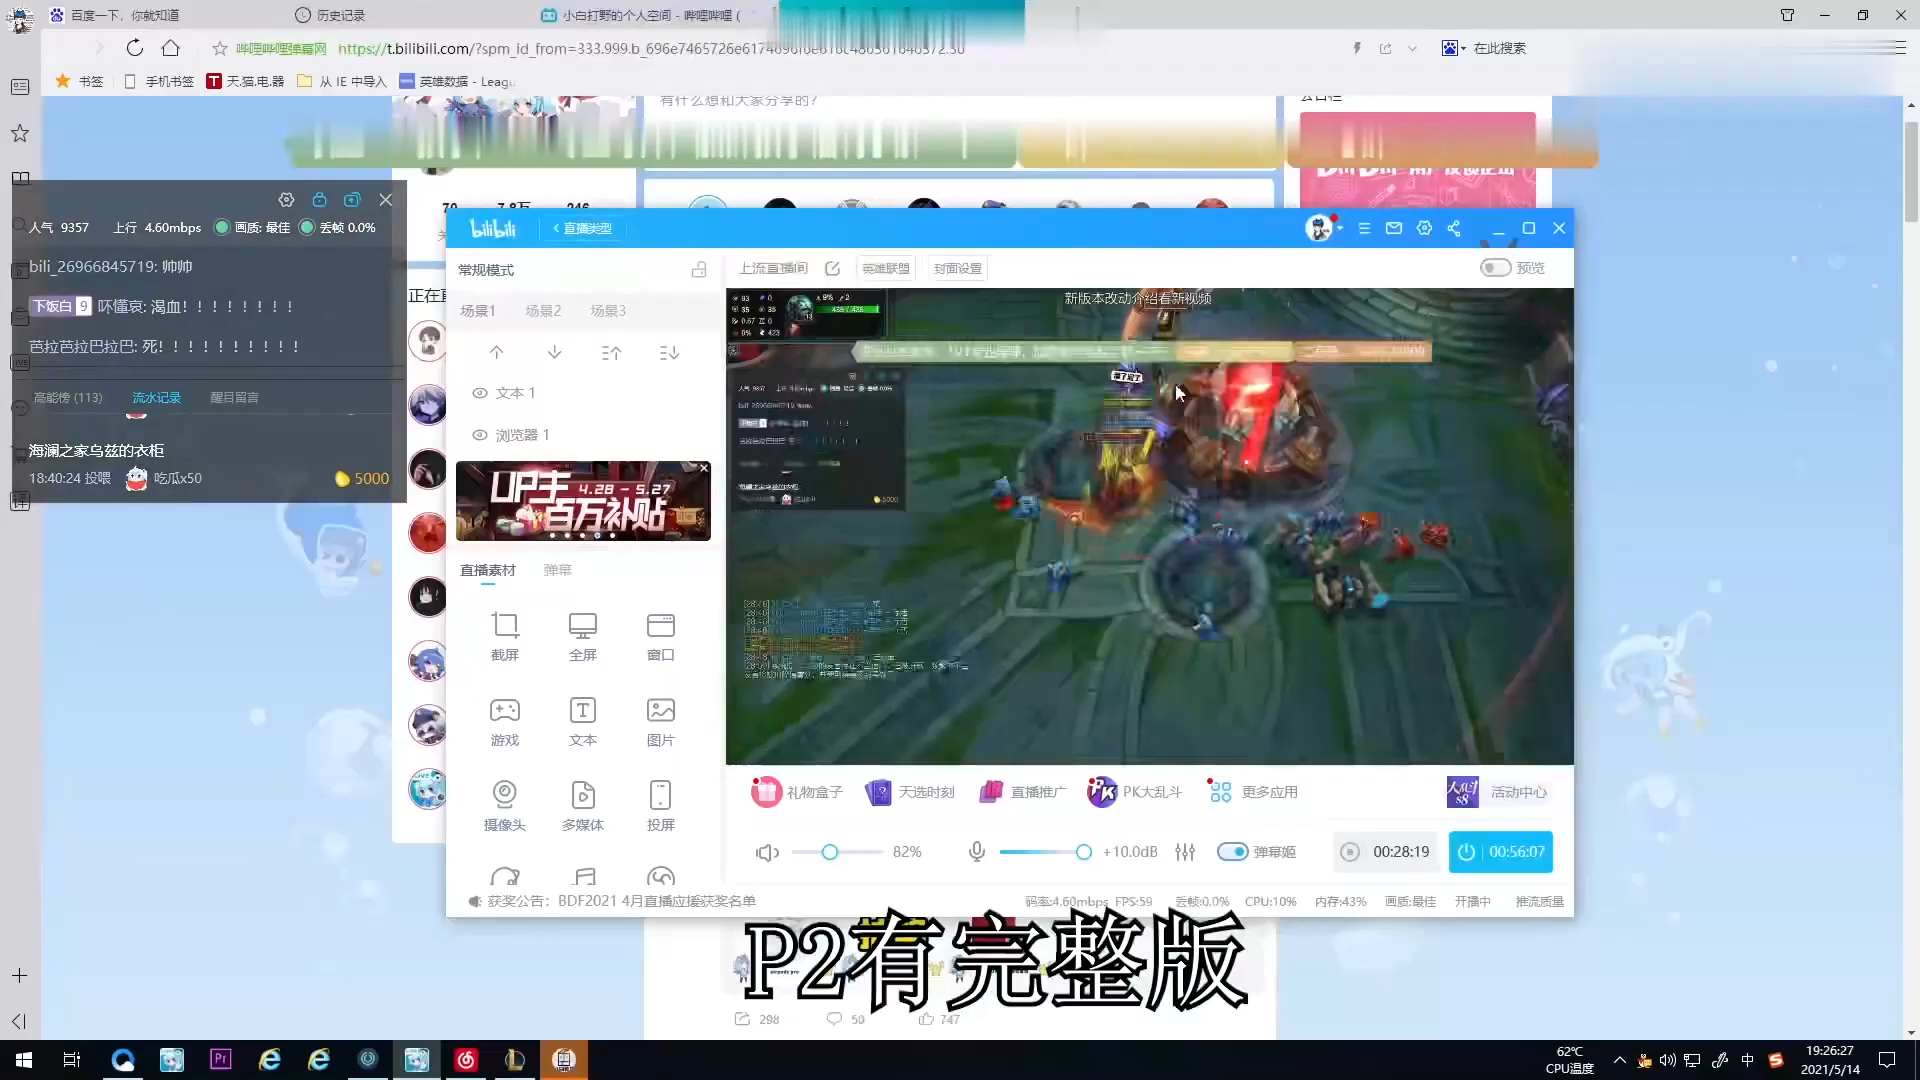 百度一下，你就知道
历史记录
小白打野的个人空间 - 哔哩哔哩 (
哔哩哔哩弹幕网
在此搜索
书签
手机书签
天.猫.电.器
从 IE 中导入
英雄数据 - Leagu
有什么想和大家分享的?
人气 9357 上行 4.60mbps 画质: 最佳 丢帧 0.0%
bili_26966845719: 帅帅
下饭白 9 吥懂哀: 渴血！！！！！！！！
芭拉芭拉巴拉巴: 死！！！！！！！！！！
高能榜 (113) 流水记录 醒目留言
海澜之家乌兹的衣柜
18:40:24 投喂 吃瓜x50 5000
bilibili
直播类型
常规模式
上流直播间
英雄联盟
封面设置
预览
场景1 场景2 场景3
文本 1
浏览器 1
UP主 4.28 - 5.27
百万补贴
直播素材 弹幕
截屏 全屏 窗口
游戏 文本 图片
摄像头 多媒体 投屏
新版本改动介绍看新视频
礼物盒子 天选时刻 直播推广 PK大乱斗 更多应用
大乱斗 s8
活动中心
82%
+10.0dB
弹幕姬
00:28:19
00:56:07
获奖公告: BDF2021 4月直播应援获奖名单
码率:4.60mbps FPS:59 丢帧:0.0% CPU:10% 内存:43% 画质:最佳 开播中 推流质量
P2有完整版
298 50 747
62℃
CPU温度
中
19:26:27
2021/5/14